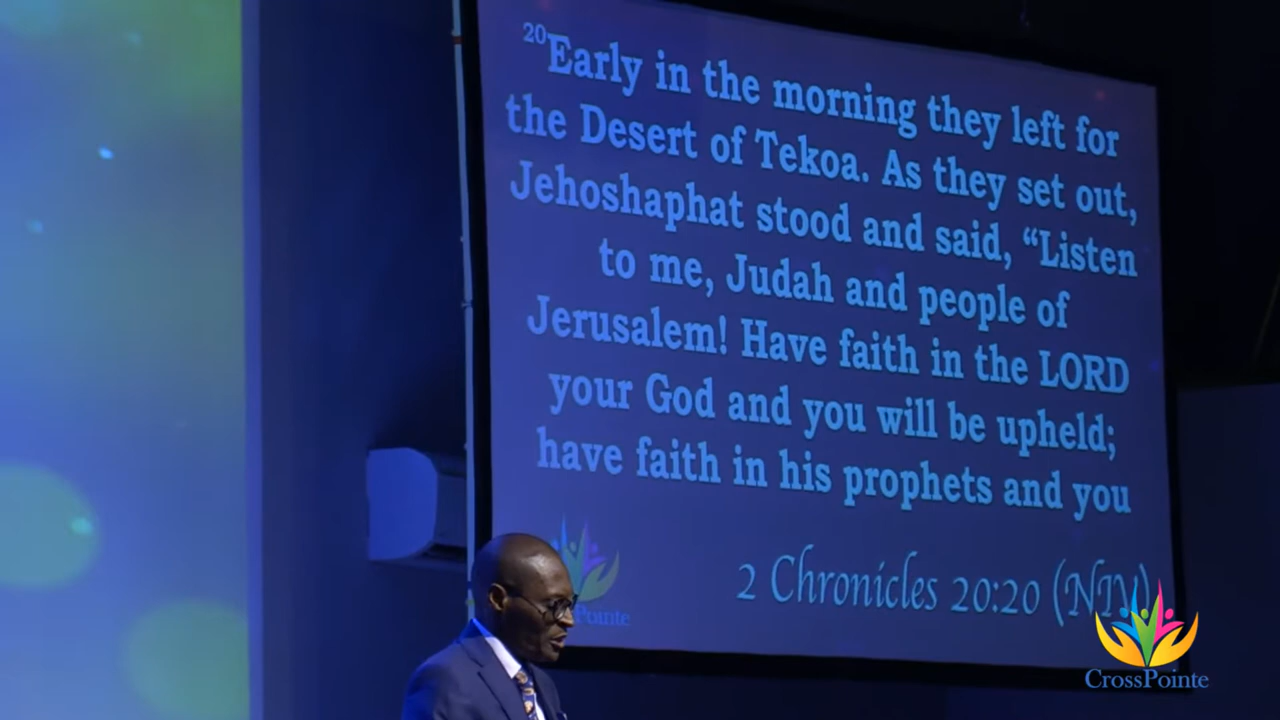 20Early in the morning they left for
the Desert of Tekoa. As they set out,
Jehoshaphat stood and said, “Listen
to me, Judah and people of
Jerusalem! Have faith in the LORD
your God and you will be upheld;
have faith in his prophets and you
2 Chronicles 20:20 (NIV)
Pointe
CrossPointe